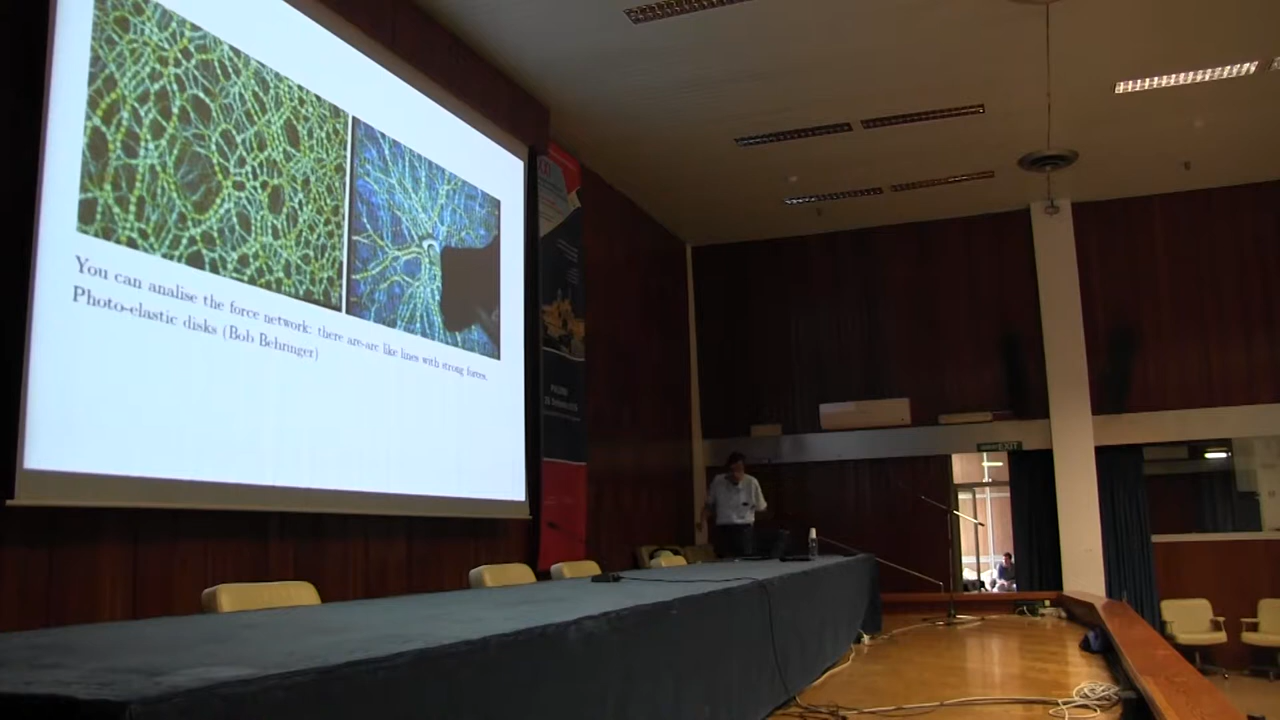 You can analise the force network: there are-arc like lines with strong forces.
Photo-elastic disks (Bob Behringer)
EXIT